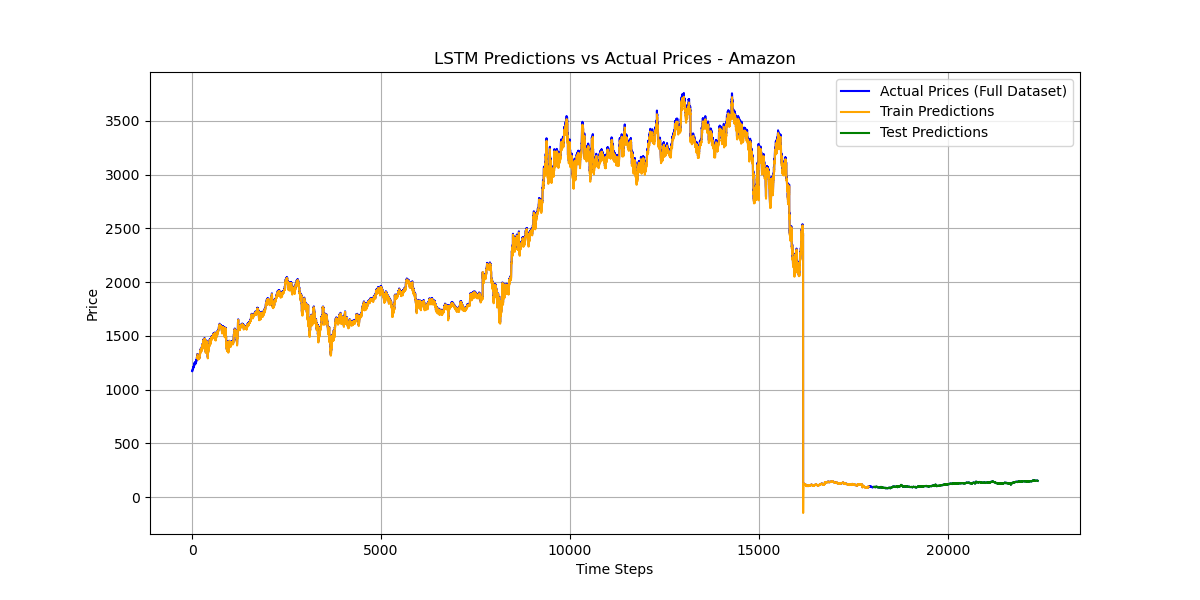 LSTM Predictions vs Actual Prices - Amazon
Actual Prices (Full Dataset)
Train Predictions
Test Predictions
Price
3500
3000
2500
2000
1500
1000
500
0
0 5000 10000 15000 20000
Time Steps